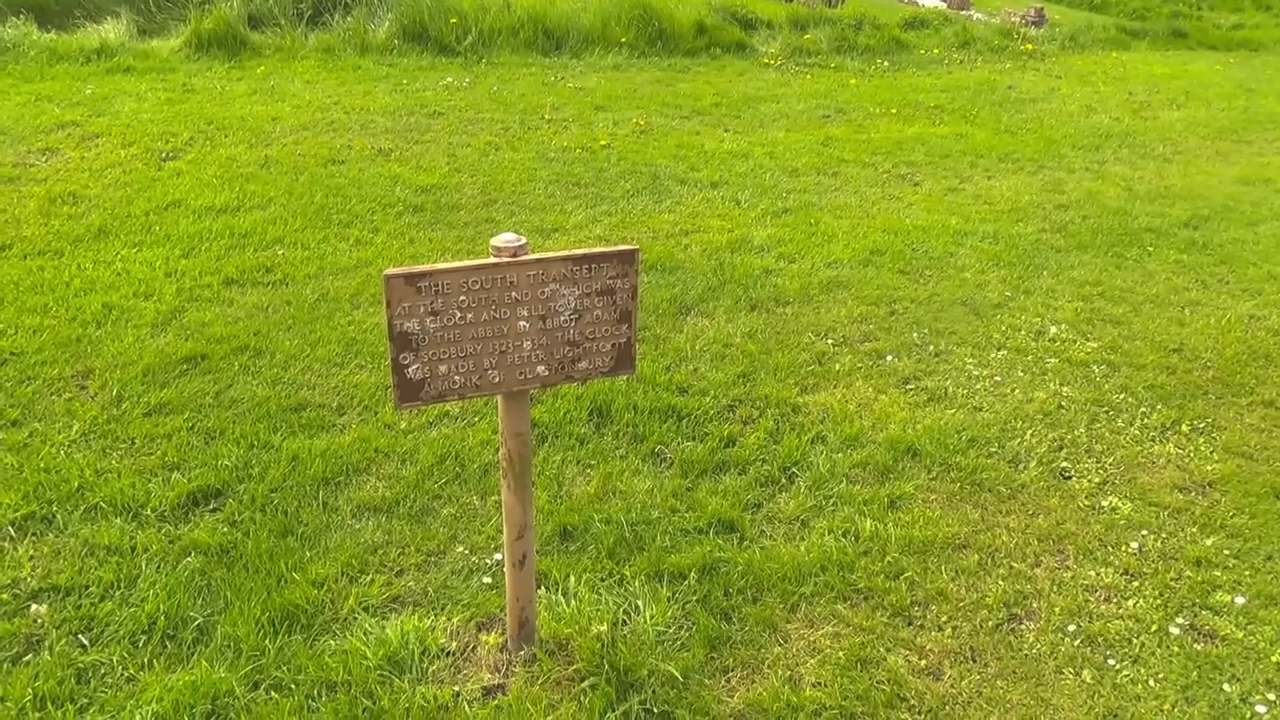 THE SOUTH TRANSEPT
AT THE SOUTH END OF WHICH WAS
THE CLOCK AND BELL TOWER GIVEN
TO THE ABBEY BY ABBOT ADAM
OF SODBURY 1323-1334. THE CLOCK
WAS MADE BY PETER LIGHTFOOT
A MONK OF GLASTONBURY